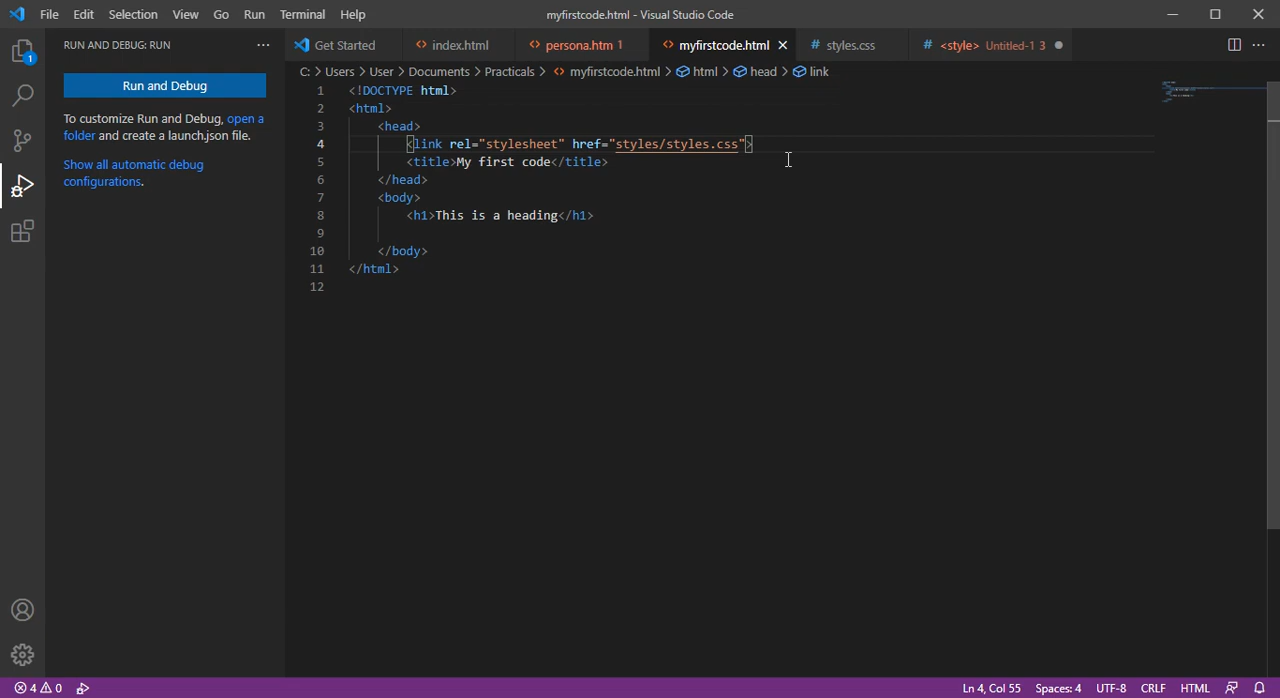 File Edit Selection View Go Run Terminal Help myfirstcode.html - Visual Studio Code
RUN AND DEBUG: RUN ···
Get Started index.html persona.htm 1 myfirstcode.html # styles.css # <style> Untitled-1 3
C: > Users > User > Documents > Practicals > myfirstcode.html > html > head > link
1
Run and Debug
To customize Run and Debug, open a
folder and create a launch.json file.
Show all automatic debug
configurations.
1 <!DOCTYPE html>
2 <html>
3 <head>
4 <link rel="stylesheet" href="styles/styles.css">
5 <title>My first code</title>
6 </head>
7 <body>
8 <h1>This is a heading</h1>
9
10 </body>
11 </html>
12
4 0 Ln 4, Col 55 Spaces: 4 UTF-8 CRLF HTML